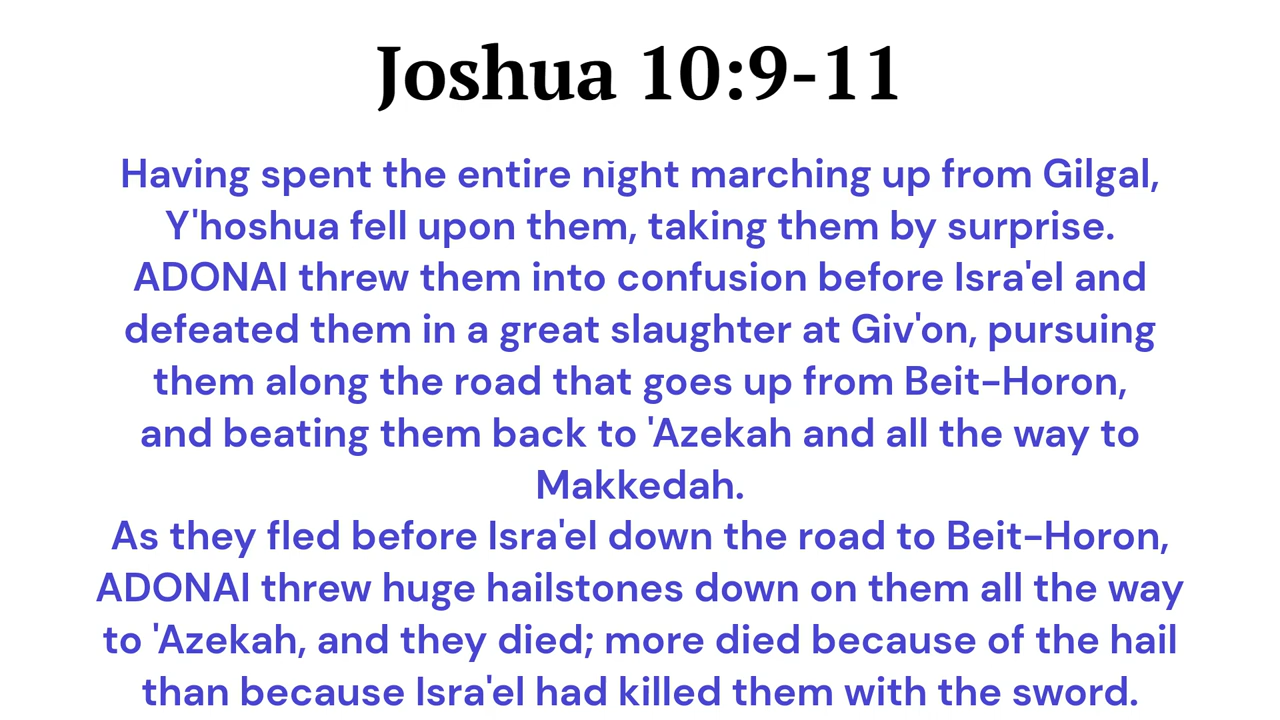 Joshua 10:9-11
Having spent the entire night marching up from Gilgal,
Y'hoshua fell upon them, taking them by surprise.
ADONAI threw them into confusion before Isra'el and
defeated them in a great slaughter at Giv'on, pursuing
them along the road that goes up from Beit-Horon,
and beating them back to 'Azekah and all the way to
Makkedah.
As they fled before Isra'el down the road to Beit-Horon,
ADONAI threw huge hailstones down on them all the way
to 'Azekah, and they died; more died because of the hail
than because Isra'el had killed them with the sword.